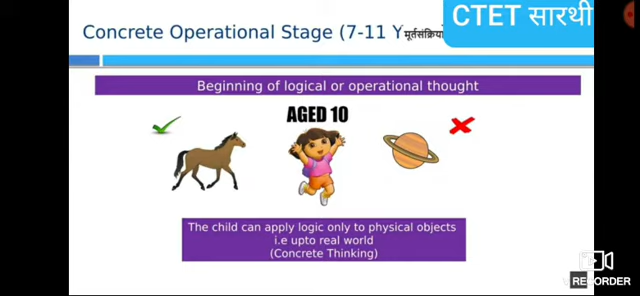 Concrete Operational Stage (7-11 Y
CTET सारथी
Beginning of logical or operational thought
AGED 10
The child can apply logic only to physical objects
i.e upto real world
(Concrete Thinking)
RECORDER